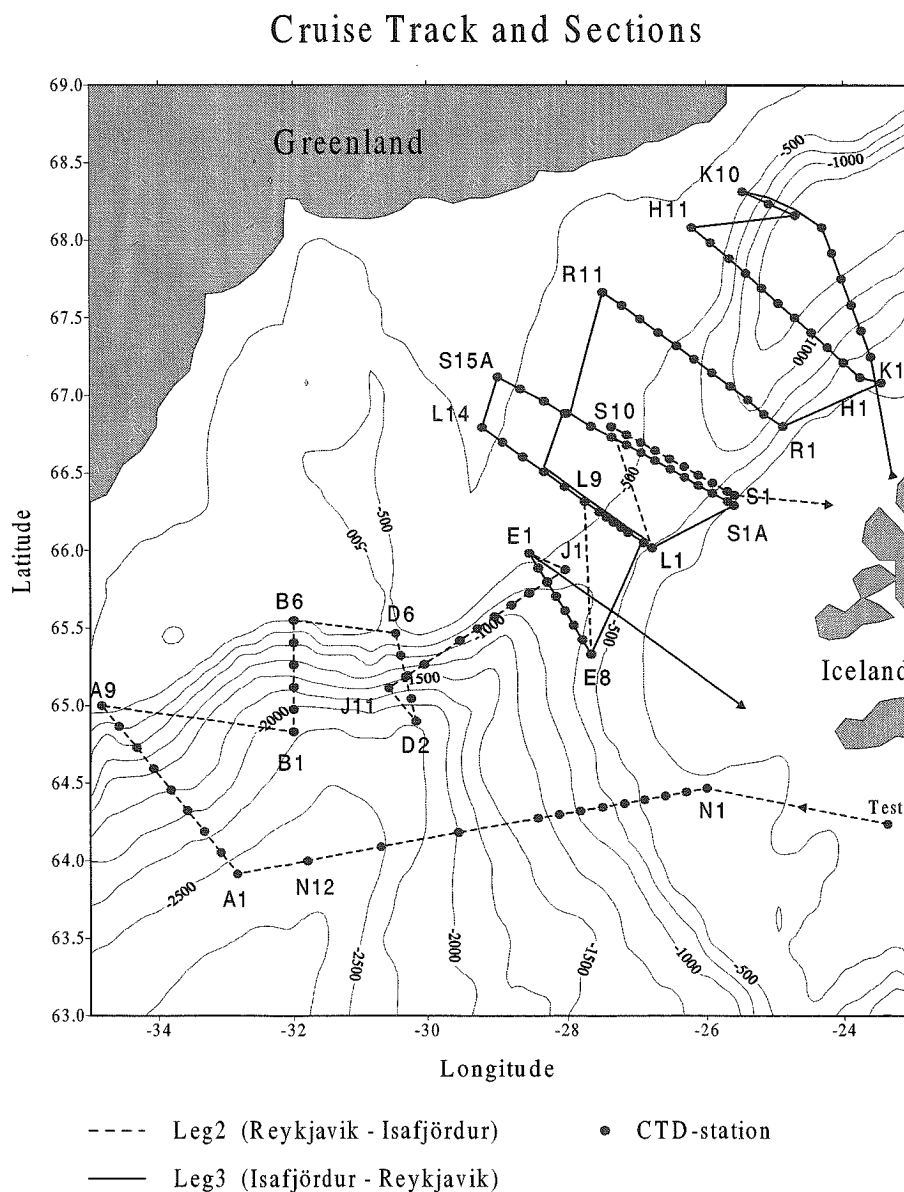 Cruise Track and Sections
69.0
Greenland
-500
68.5
K10
-1000
H11
68.0
R11
67.5
-1000
S15A
K1
67.0
H1
L14
S10
R1
66.5
L9
500
S1
-500
E1
J1
S1A
66.0
L1
-500
Latitude
B6
D6
-1000
-500
65.5
E8
Iceland
A9
1500
65.0
J11
-2000
D2
B1
64.5
N1
Test
64.0
-2500
A1
N12
63.5
-2500
-2000
-1500
-1000
-500
63.0
-34
-32
-30
-28
-26
-24
Longitude
Leg2 (Reykjavik - Isafjördur)
CTD-station
Leg3 (Isafjördur - Reykjavik)